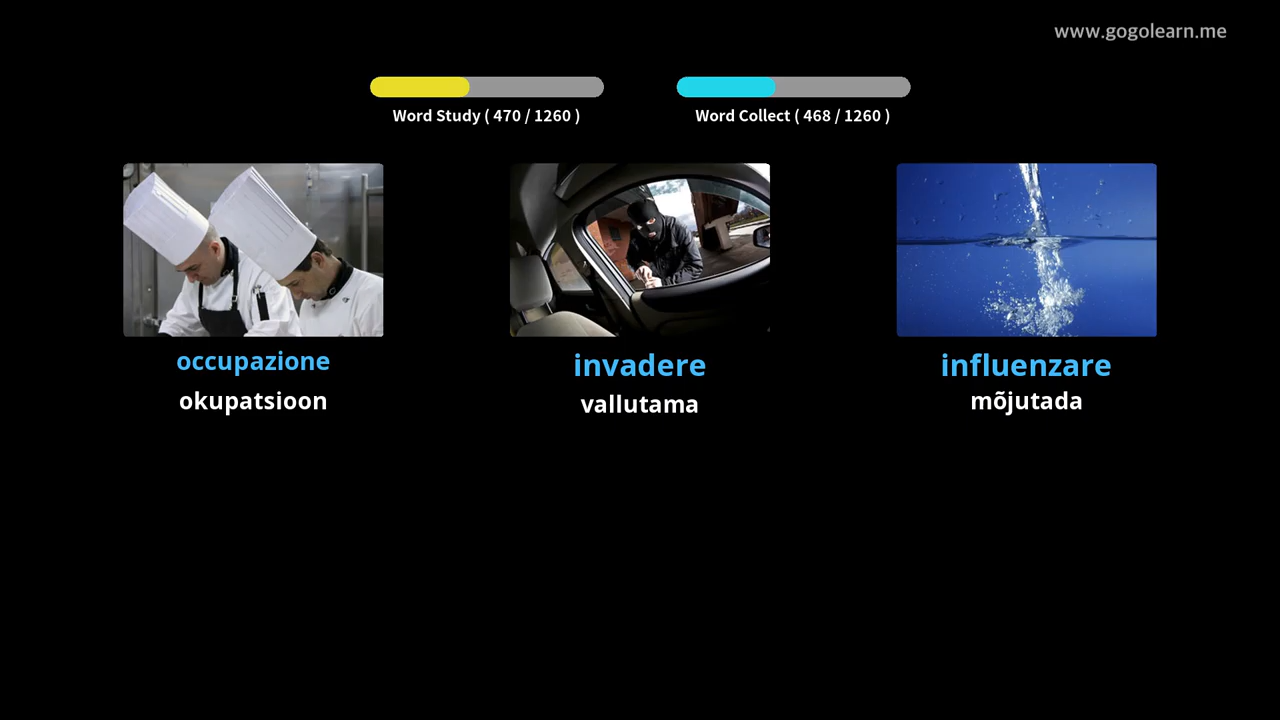 www.gogolearn.me
Word Study ( 470 / 1260 )
Word Collect ( 468 / 1260 )
occupazione
okupatsioon
invadere
vallutama
influenzare
mõjutada